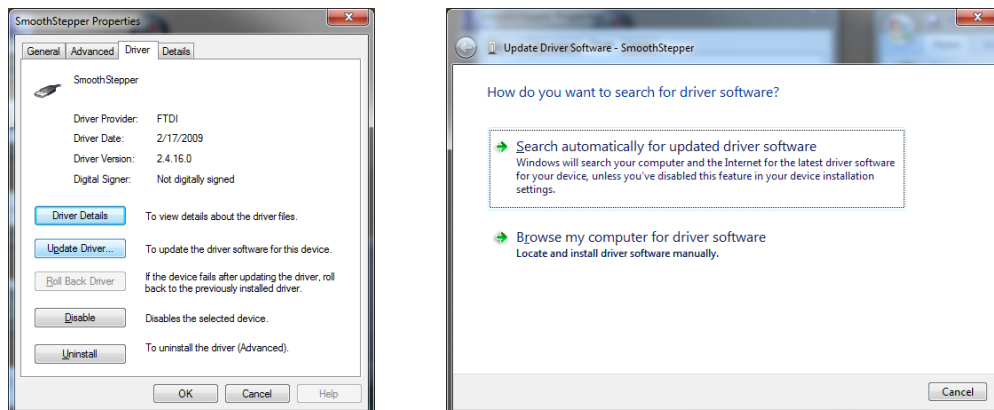 SmoothStepper Properties
General Advanced Driver Details
SmoothStepper
Driver Provider: FTDI
Driver Date: 2/17/2009
Driver Version: 2.4.16.0
Digital Signer: Not digitally signed
Driver Details To view details about the driver files.
Update Driver... To update the driver software for this device.
Roll Back Driver If the device fails after updating the driver, roll
back to the previously installed driver.
Disable Disables the selected device.
Uninstall To uninstall the driver (Advanced).
OK Cancel Help
Update Driver Software - SmoothStepper
How do you want to search for driver software?
Search automatically for updated driver software
Windows will search your computer and the Internet for the latest driver software
for your device, unless you've disabled this feature in your device installation
settings.
Browse my computer for driver software
Locate and install driver software manually.
Cancel